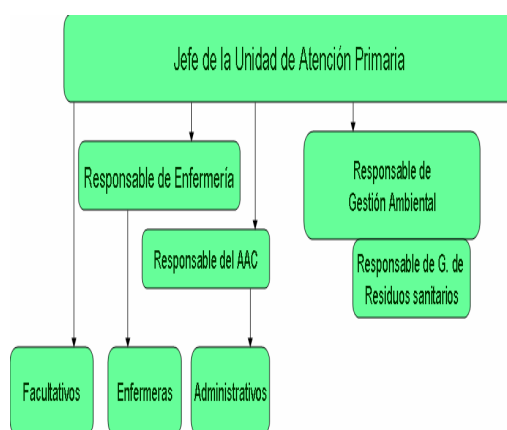 Jefe de la Unidad de Atención Primaria
Responsable de Enfermería
Responsable de
Gestión Ambiental
Responsable del AAC
Responsable de G. de
Residuos sanitarios
Facultativos
Enfermeras
Administrativos